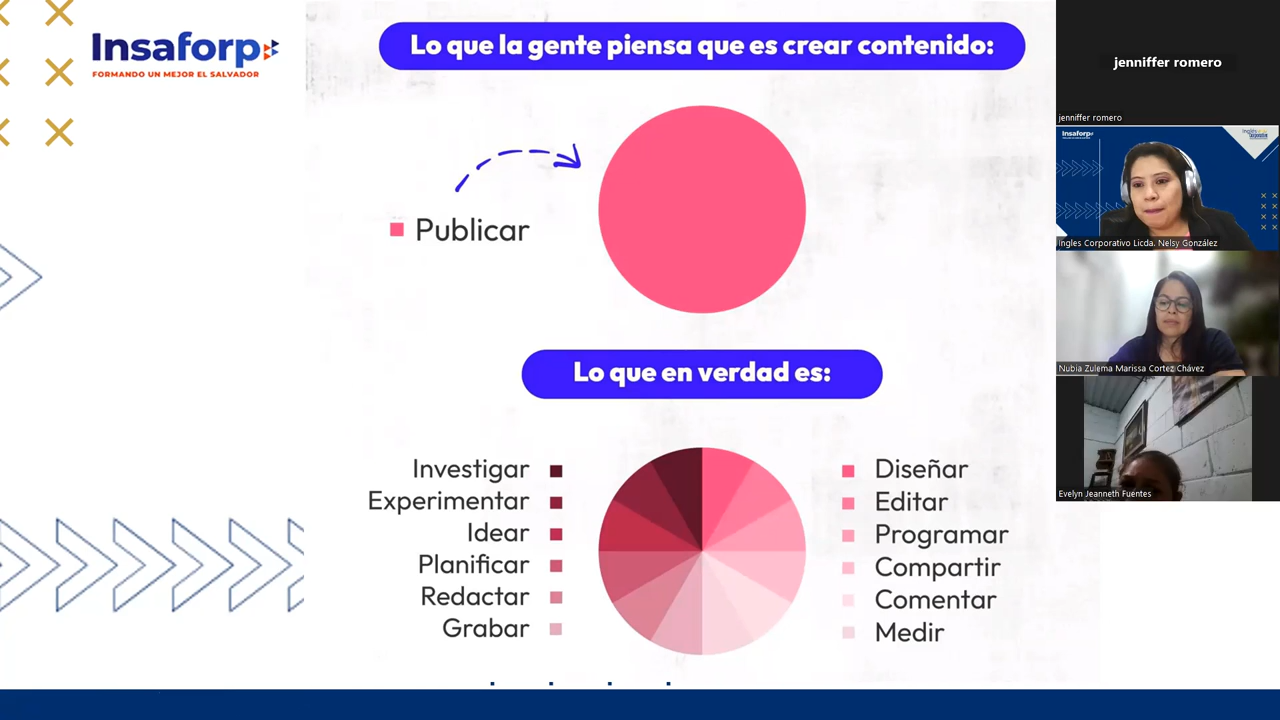 Insaforp
FORMANDO UN MEJOR EL SALVADOR
Lo que la gente piensa que es crear contenido:
Publicar
Lo que en verdad es:
Investigar
Experimentar
Idear
Planificar
Redactar
Grabar
Diseñar
Editar
Programar
Compartir
Comentar
Medir
jenniffer romero
jenniffer romero
Insaforp
Ingles Corporativo Licda. Nelsy González
Nubia Zulema Marissa Cortez Chávez
Evelyn Jeanneth Fuentes